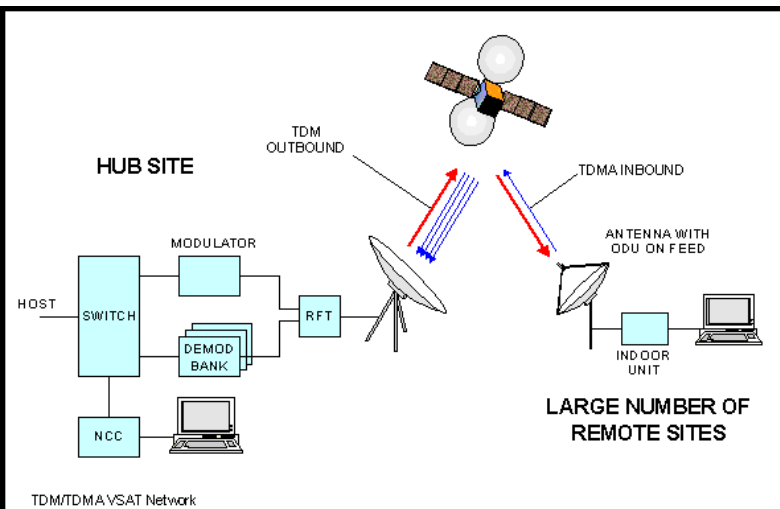 TDM
OUTBOUND
HUB SITE
TDMA INBOUND
ANTENNA WITH
ODU ON FEED
MODULATOR
HOST
SWITCH
RFT
DEMOD
BANK
INDOOR
UNIT
NCC
LARGE NUMBER OF
REMOTE SITES
TDM/TDMA VSAT Network